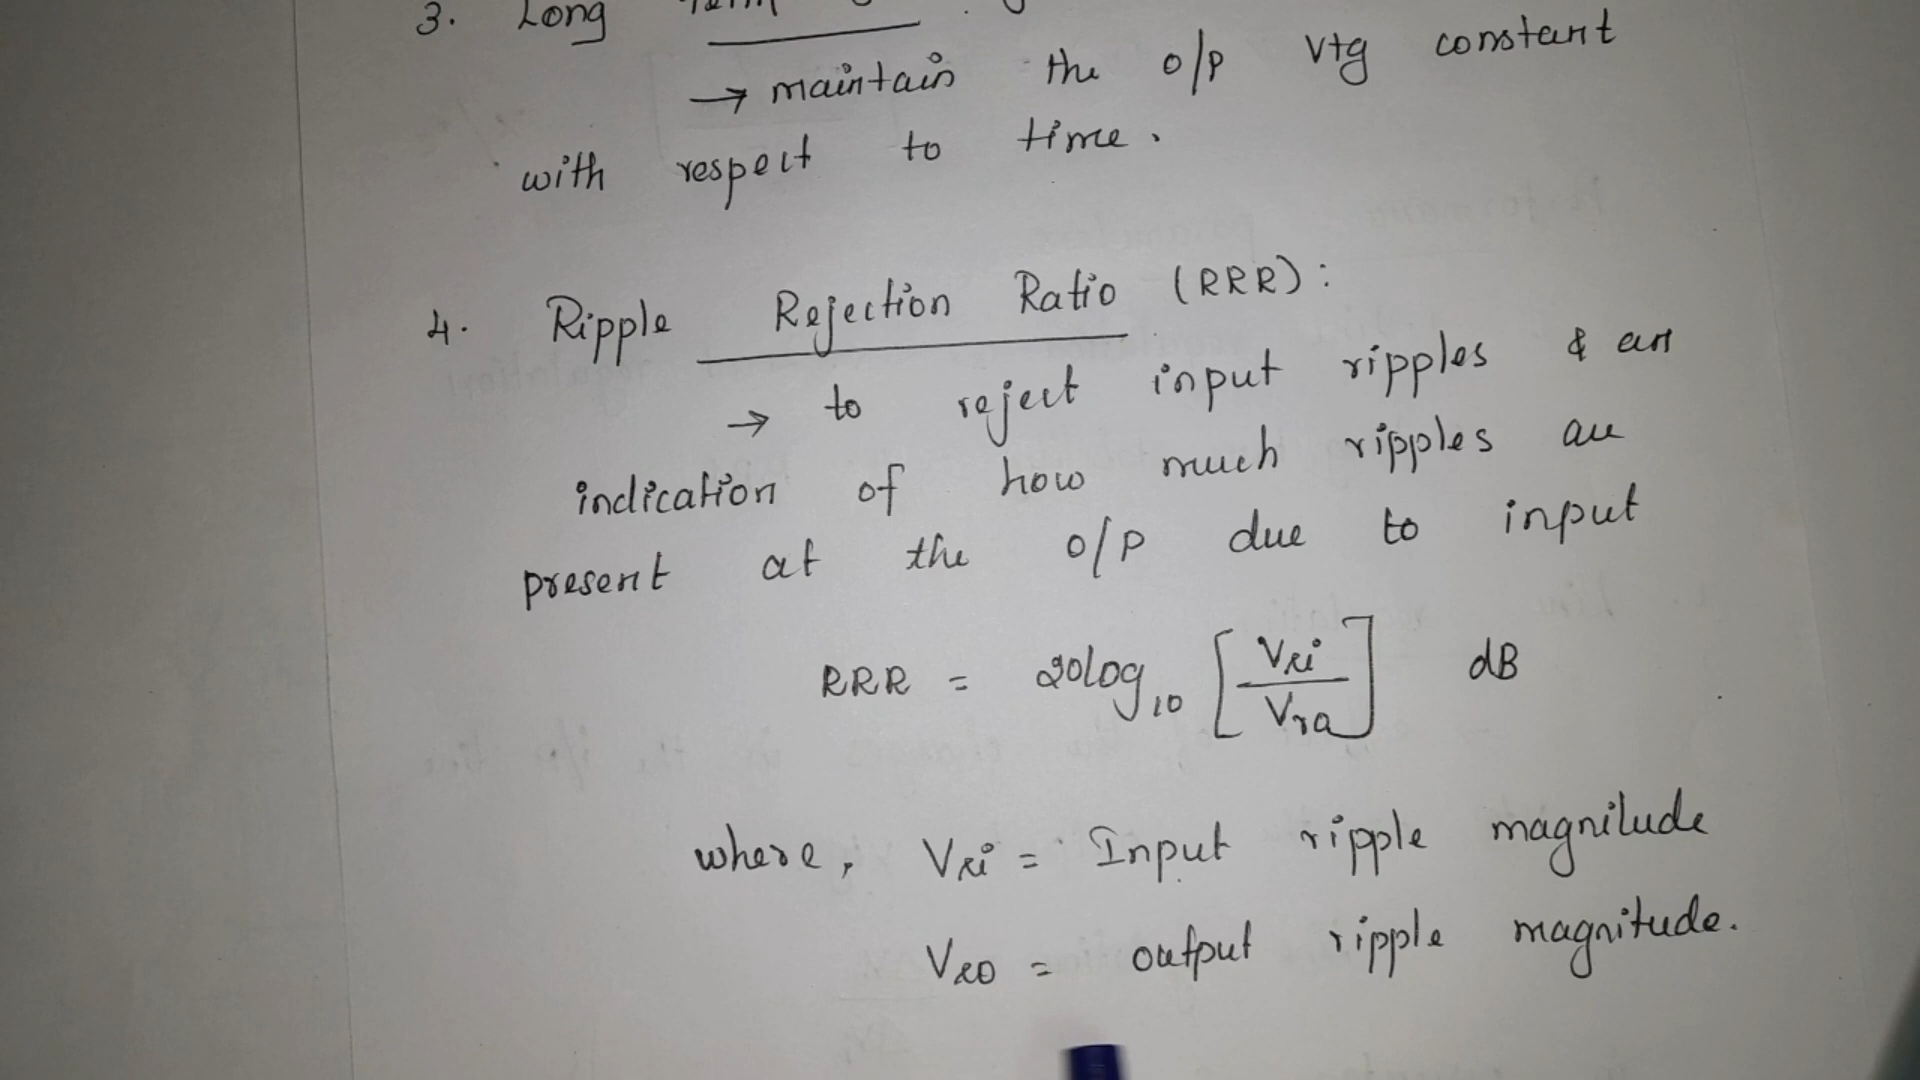 3. Long Term
→ maintain the o/p vtg constant
with respect to time.
4. Ripple Rejection Ratio (RRR):
→ to reject input ripples & an
indication of how much ripples are
present at the o/p due to input
RRR = 20log10 [Vri/Vra] dB
where, Vri = Input ripple magnitude
Vro = output ripple magnitude.